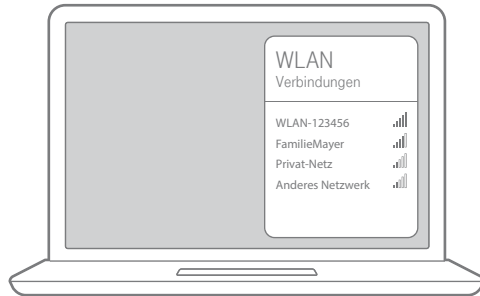 WLAN
Verbindungen
WLAN-123456
FamilieMayer
Privat-Netz
Anderes Netzwerk